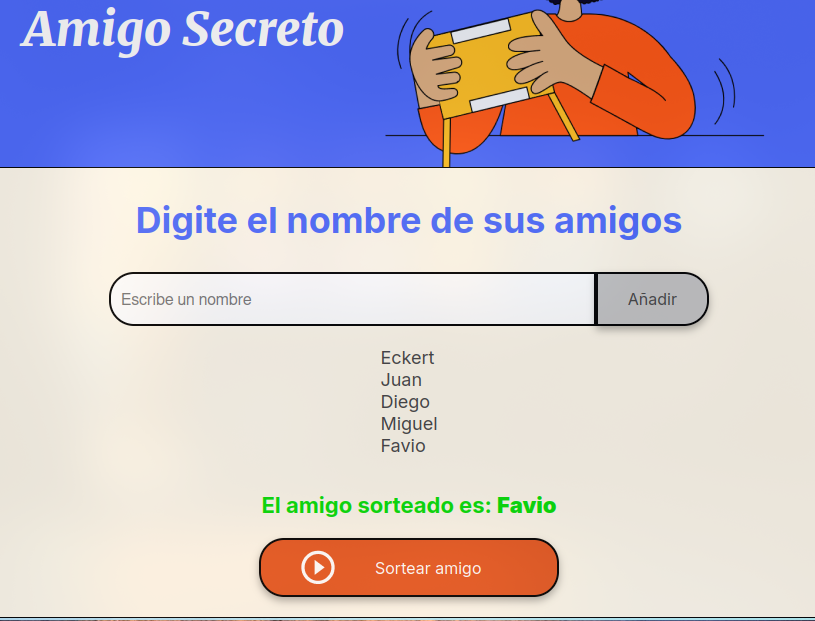 Amigo Secreto
Digite el nombre de sus amigos
Escribe un nombre
Añadir
Eckert
Juan
Diego
Miguel
Favio
El amigo sorteado es: Favio
Sortear amigo